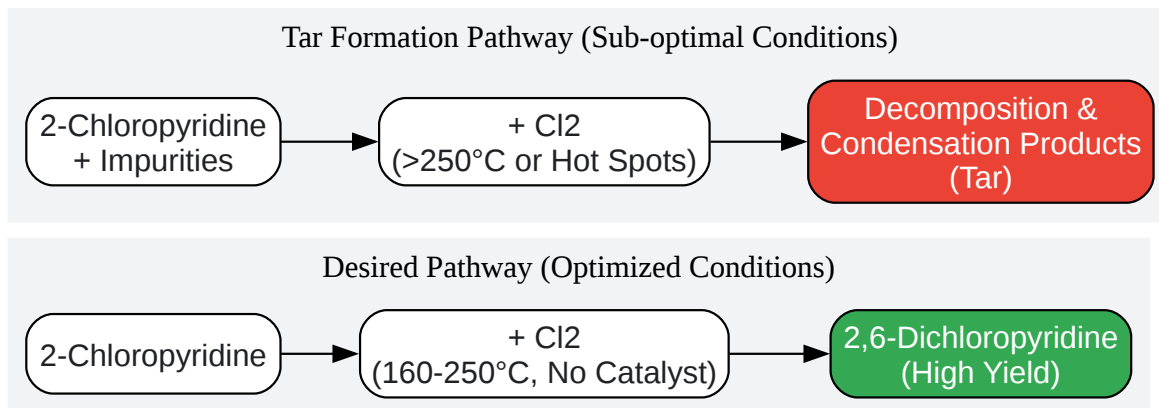 Tar Formation Pathway (Sub-optimal Conditions)
2-Chloropyridine
+ Impurities
+ Cl2
(>250°C or Hot Spots)
Decomposition &
Condensation Products
(Tar)
Desired Pathway (Optimized Conditions)
2-Chloropyridine
+ Cl2
(160-250°C, No Catalyst)
2,6-Dichloropyridine
(High Yield)